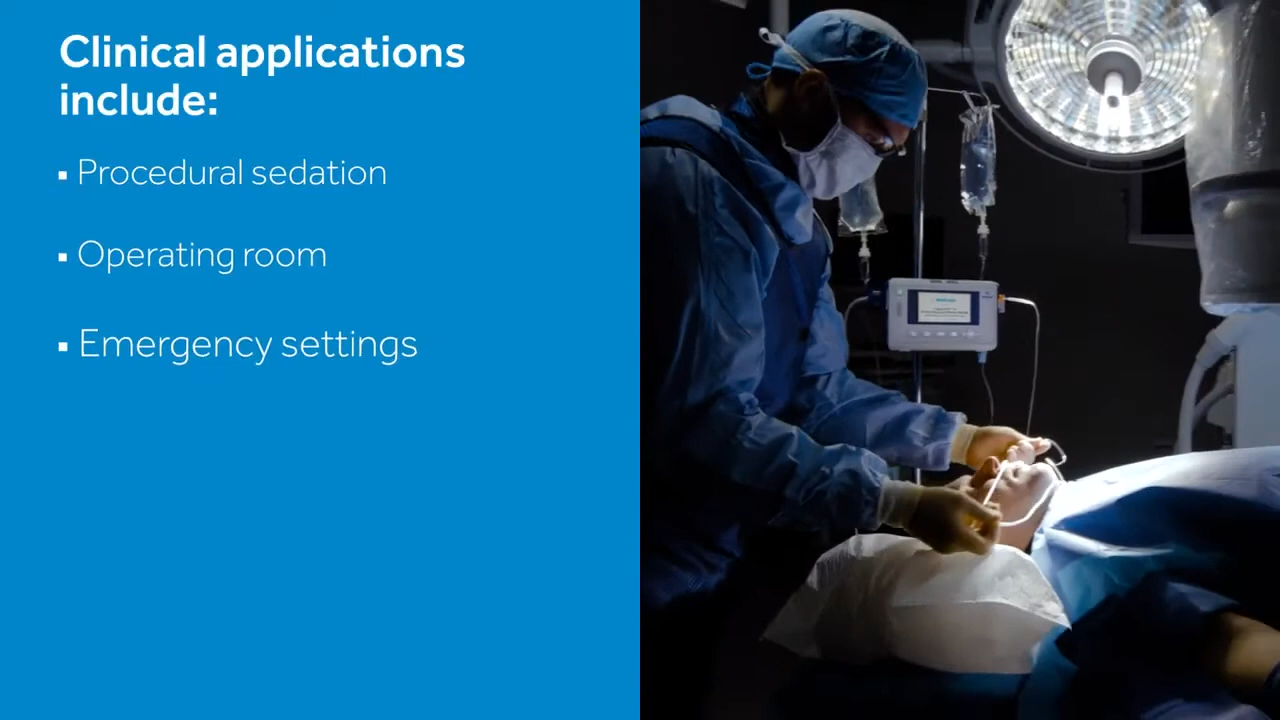 Clinical applications
include:
▪ Procedural sedation
▪ Operating room
▪ Emergency settings